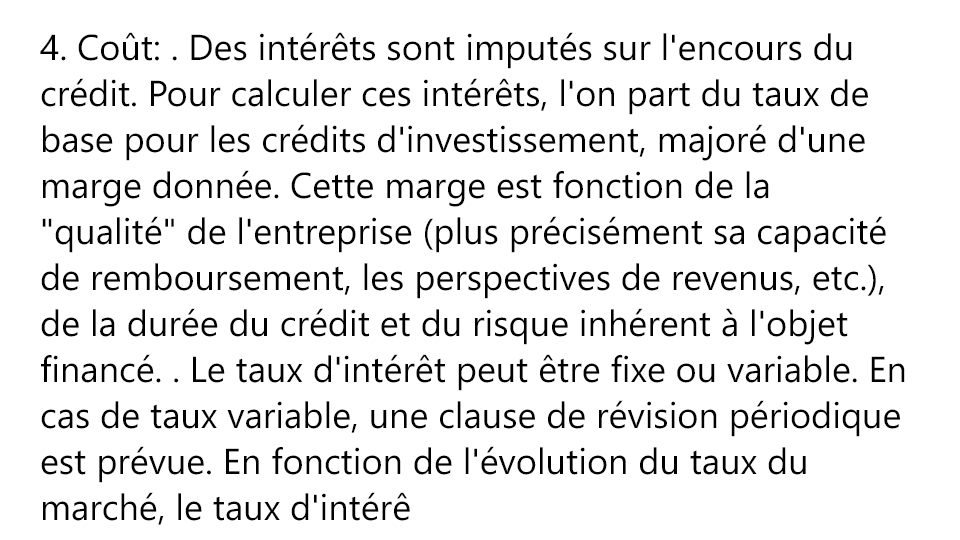 4. Coût: . Des intérêts sont imputés sur l'encours du
crédit. Pour calculer ces intérêts, l'on part du taux de
base pour les crédits d'investissement, majoré d'une
marge donnée. Cette marge est fonction de la
"qualité" de l'entreprise (plus précisément sa capacité
de remboursement, les perspectives de revenus, etc.),
de la durée du crédit et du risque inhérent à l'objet
financé. . Le taux d'intérêt peut être fixe ou variable. En
cas de taux variable, une clause de révision périodique
est prévue. En fonction de l'évolution du taux du
marché, le taux d'intérê